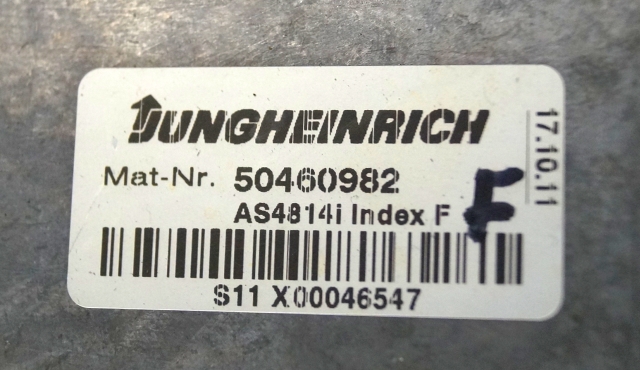 JUNGHEINRICH
Mat-Nr. 50460982
AS4814i Index F
F
S11 X00046547
17.10.11